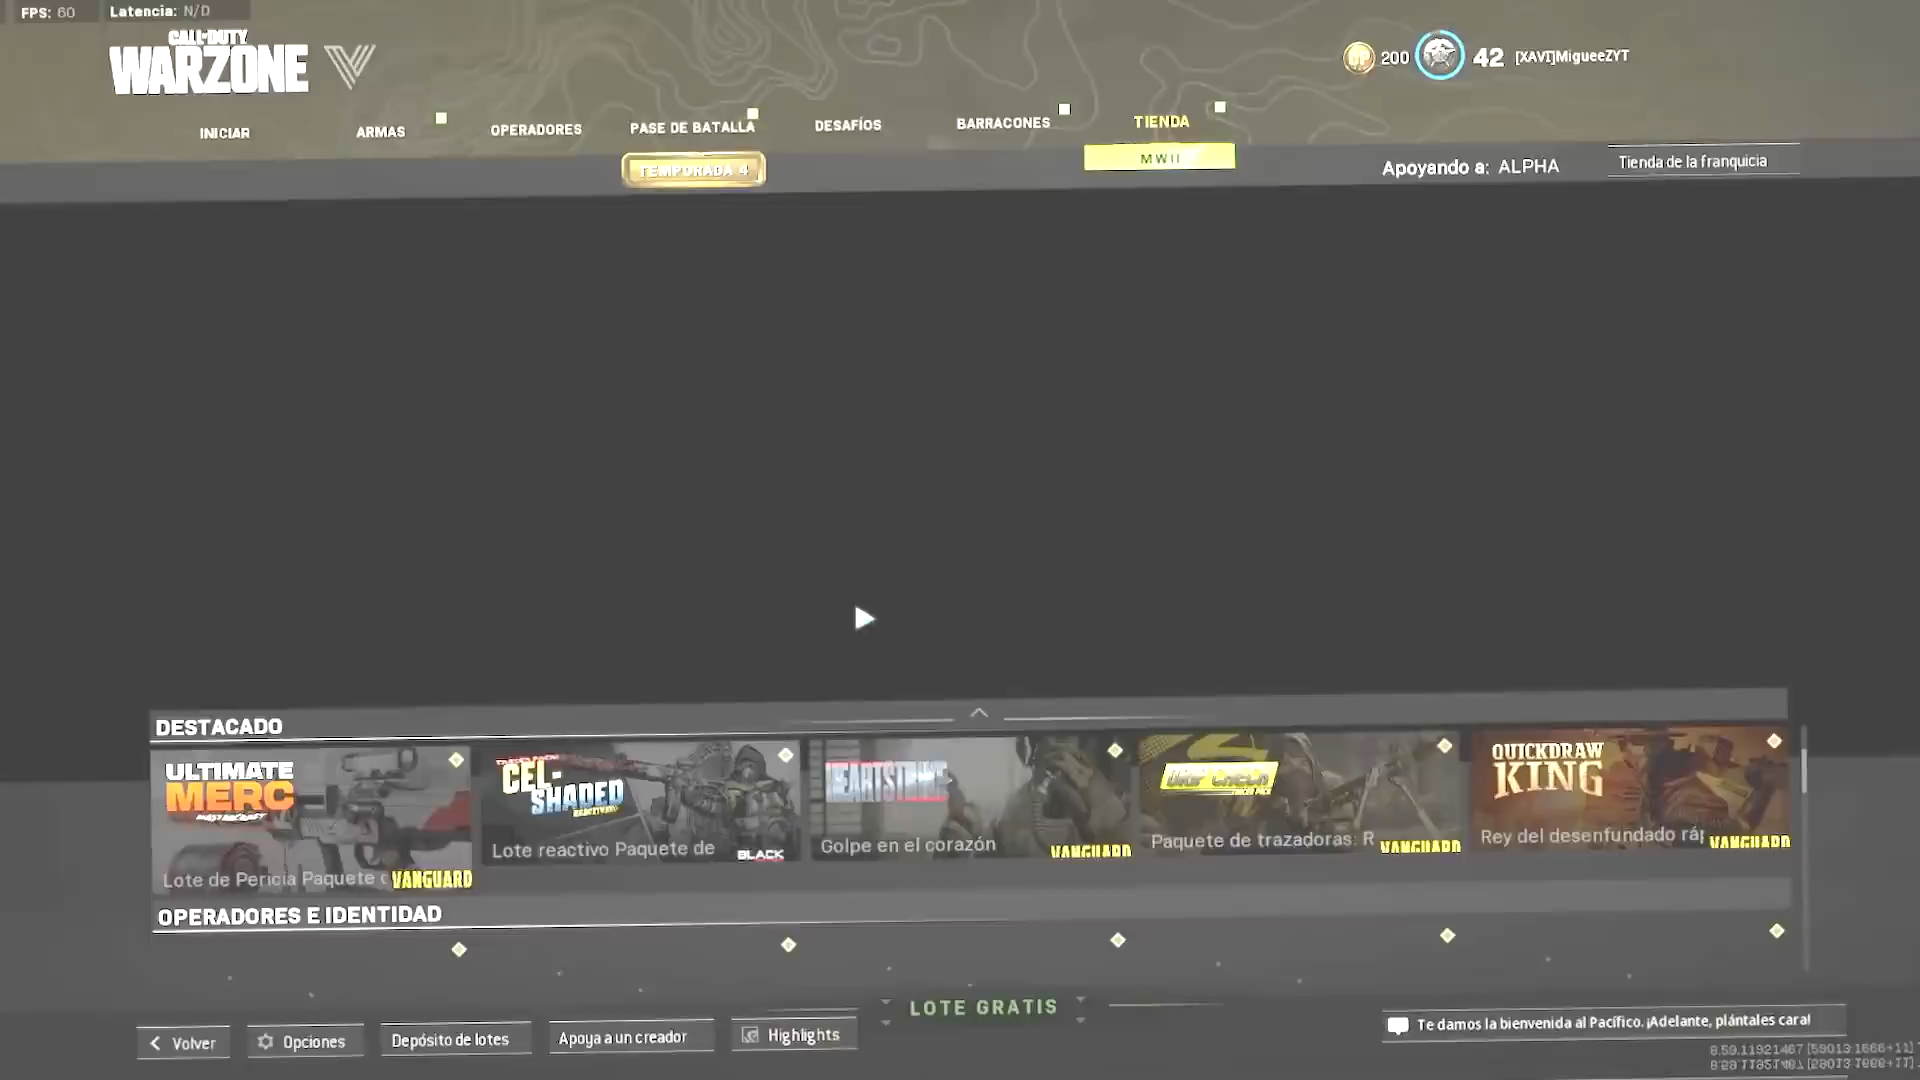 FPS: 60
Latencia: N/D
CALL OF DUTY
WARZONE
200
42
[XAVI]MigueeZYT
INICIAR
ARMAS
OPERADORES
PASE DE BATALLA
DESAFÍOS
BARRACONES
TIENDA
TEMPORADA 4
MWII
Apoyando a: ALPHA
Tienda de la franquicia
DESTACADO
ULTIMATE
MERC
MASTERCRAFT
Lote de Pericia Paquete
VANGUARD
CEL-
SHADED
Lote reactivo Paquete de
BLACK
HEARTSTRIKE
Golpe en el corazón
VANGUARD
DRIP CHECK
Paquete de trazadoras: R
VANGUARD
QUICKDRAW
KING
Rey del desenfundado
VANGUARD
OPERADORES E IDENTIDAD
LOTE GRATIS
Volver
Opciones
Depósito de lotes
Apoya a un creador
Highlights
Te damos la bienvenida al Pacífico. ¡Adelante, plántales cara!